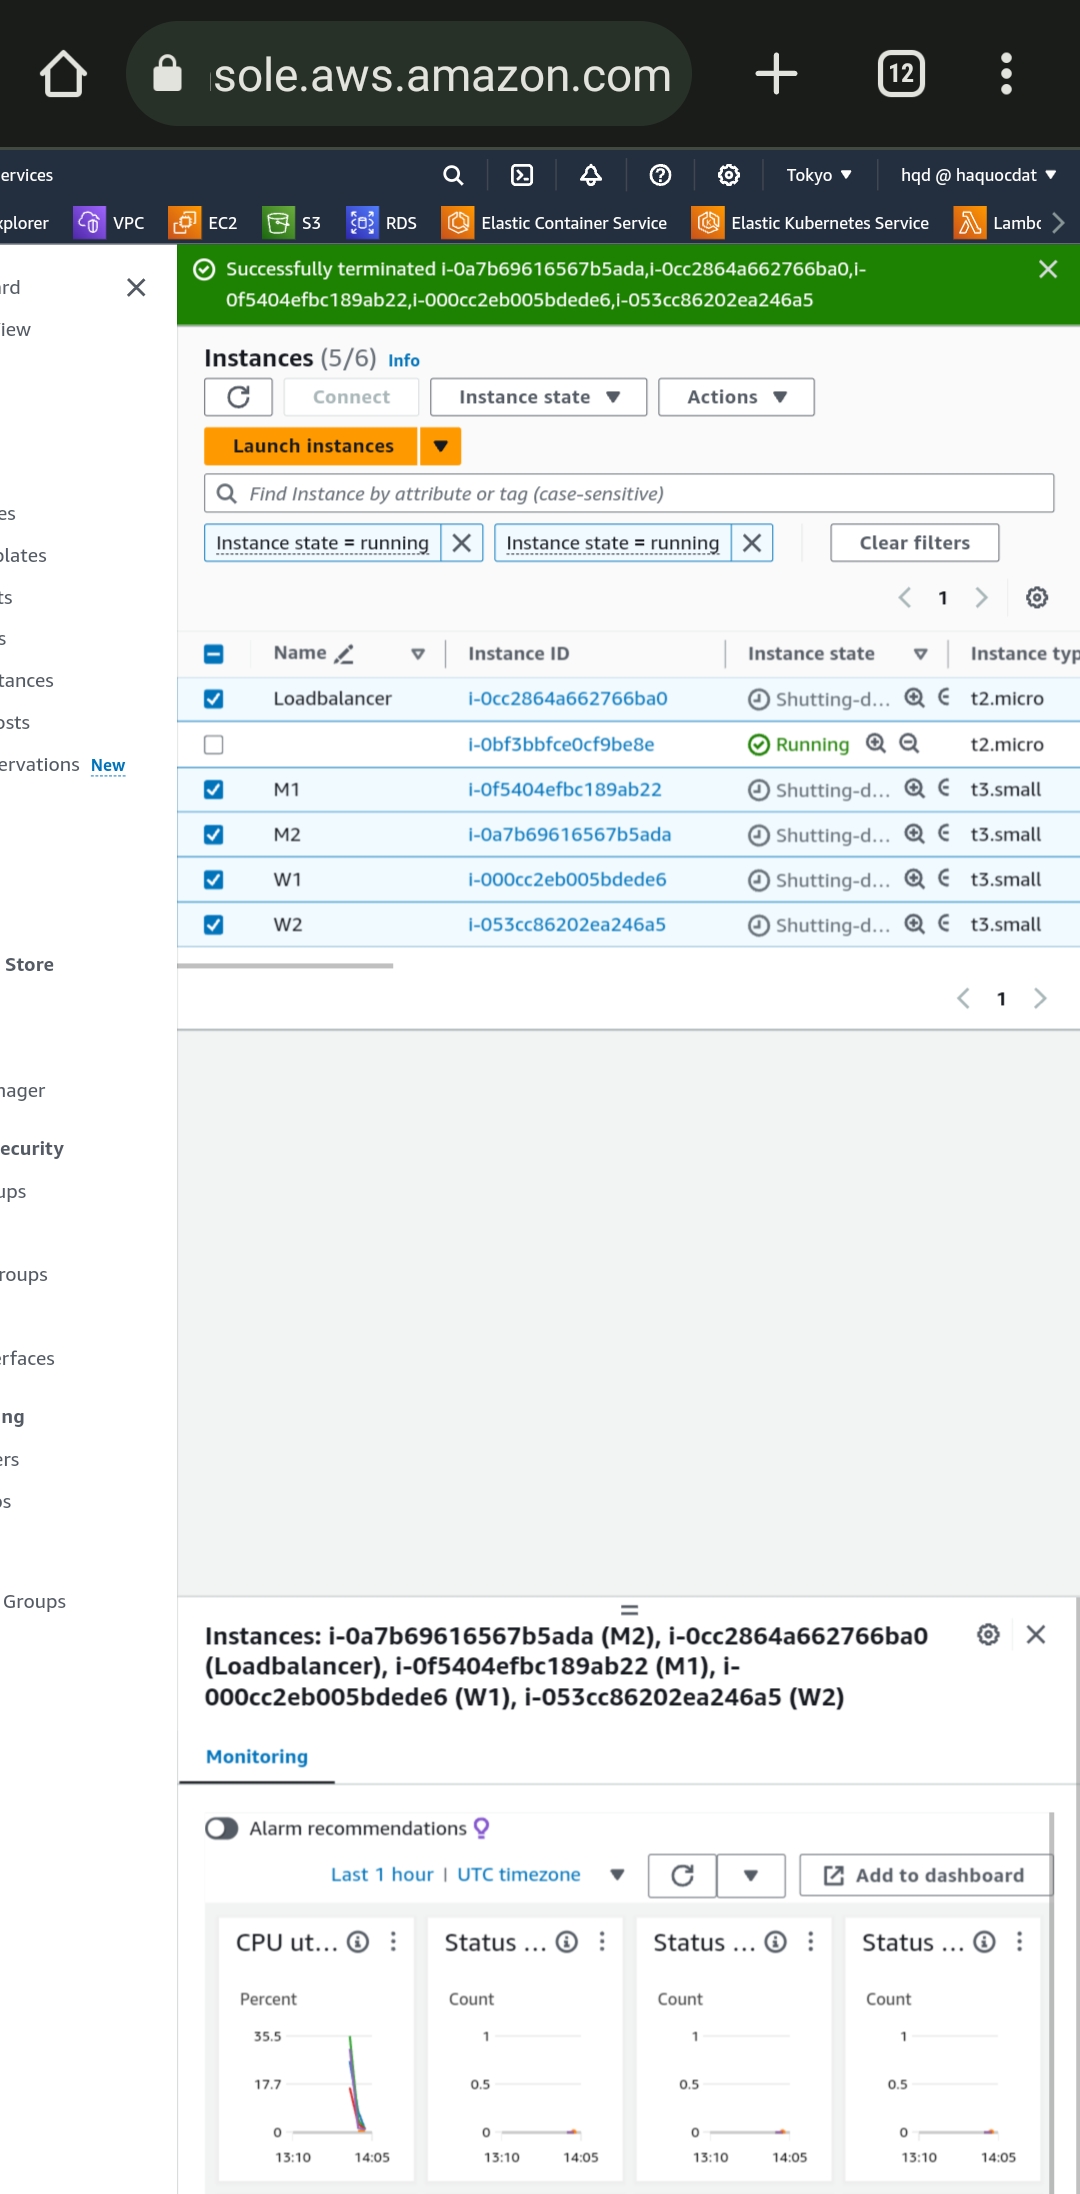 sole.aws.amazon.com
12
ervices
Tokyo
hqd @ haquocdat
xplorer
VPC
EC2
S3
RDS
Elastic Container Service
Elastic Kubernetes Service
Lambc
rd
iew
Successfully terminated i-0a7b69616567b5ada,i-0cc2864a662766ba0,i-
0f5404efbc189ab22,i-000cc2eb005bdede6,i-053cc86202ea246a5
Instances (5/6) Info
Connect
Instance state
Actions
Launch instances
Find Instance by attribute or tag (case-sensitive)
Instance state = running
Instance state = running
Clear filters
1
es
plates
ts
s
tances
osts
ervations New
Store
nager
ecurity
ups
roups
erfaces
ng
ers
ps
Groups
Name
Instance ID
Instance state
Instance typ
Loadbalancer i-0cc2864a662766ba0 Shutting-d... t2.micro
i-0bf3bbfce0cf9be8e Running t2.micro
M1 i-0f5404efbc189ab22 Shutting-d... t3.small
M2 i-0a7b69616567b5ada Shutting-d... t3.small
W1 i-000cc2eb005bdede6 Shutting-d... t3.small
W2 i-053cc86202ea246a5 Shutting-d... t3.small
1
Instances: i-0a7b69616567b5ada (M2), i-0cc2864a662766ba0
(Loadbalancer), i-0f5404efbc189ab22 (M1), i-
000cc2eb005bdede6 (W1), i-053cc86202ea246a5 (W2)
Monitoring
Alarm recommendations
Last 1 hour | UTC timezone
Add to dashboard
CPU ut...
Percent
35.5
17.7
0
13:10 14:05
Status ...
Count
1
0.5
0
13:10 14:05
Status ...
Count
1
0.5
0
13:10 14:05
Status ...
Count
1
0.5
0
13:10 14:05